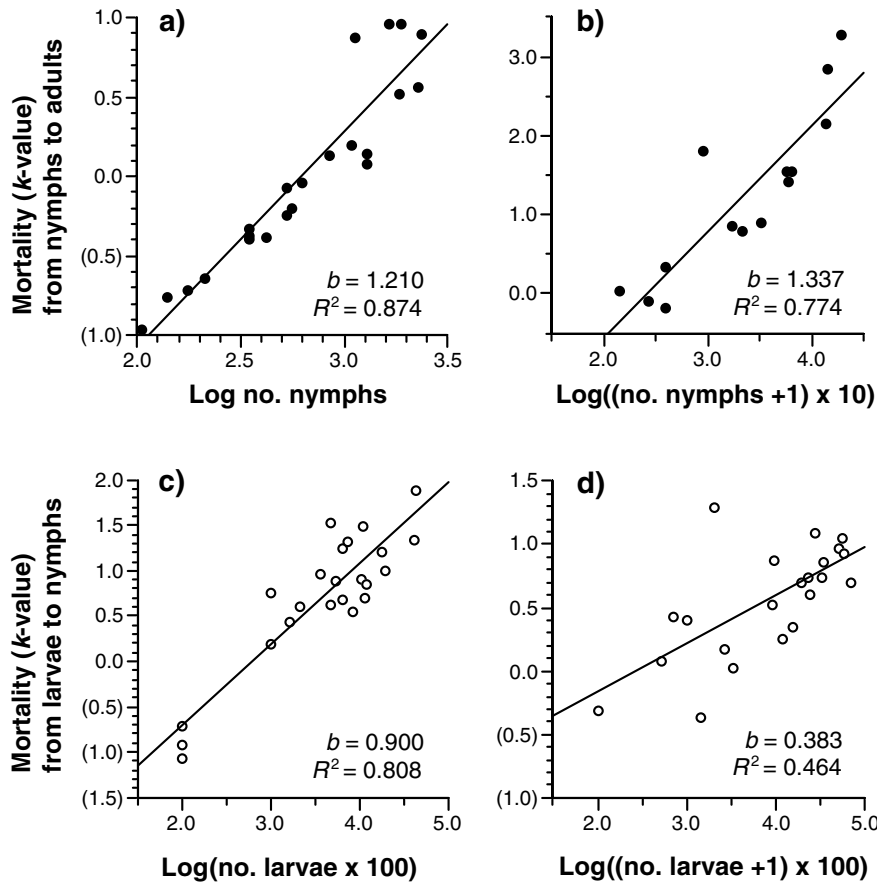 a)
Mortality (k-value)
from nymphs to adults
1.0
0.5
0.0
(0.5)
(1.0)
2.0 2.5 3.0 3.5
b = 1.210
R² = 0.874
Log no. nymphs
b)
3.0
2.0
1.0
0.0
2.0 3.0 4.0
b = 1.337
R² = 0.774
Log((no. nymphs +1) x 10)
c)
Mortality (k-value)
from larvae to nymphs
2.0
1.5
1.0
0.5
0.0
(0.5)
(1.0)
(1.5)
2.0 3.0 4.0 5.0
b = 0.900
R² = 0.808
Log(no. larvae x 100)
d)
1.5
1.0
0.5
0.0
(0.5)
(1.0)
2.0 3.0 4.0 5.0
b = 0.383
R² = 0.464
Log((no. larvae +1) x 100)